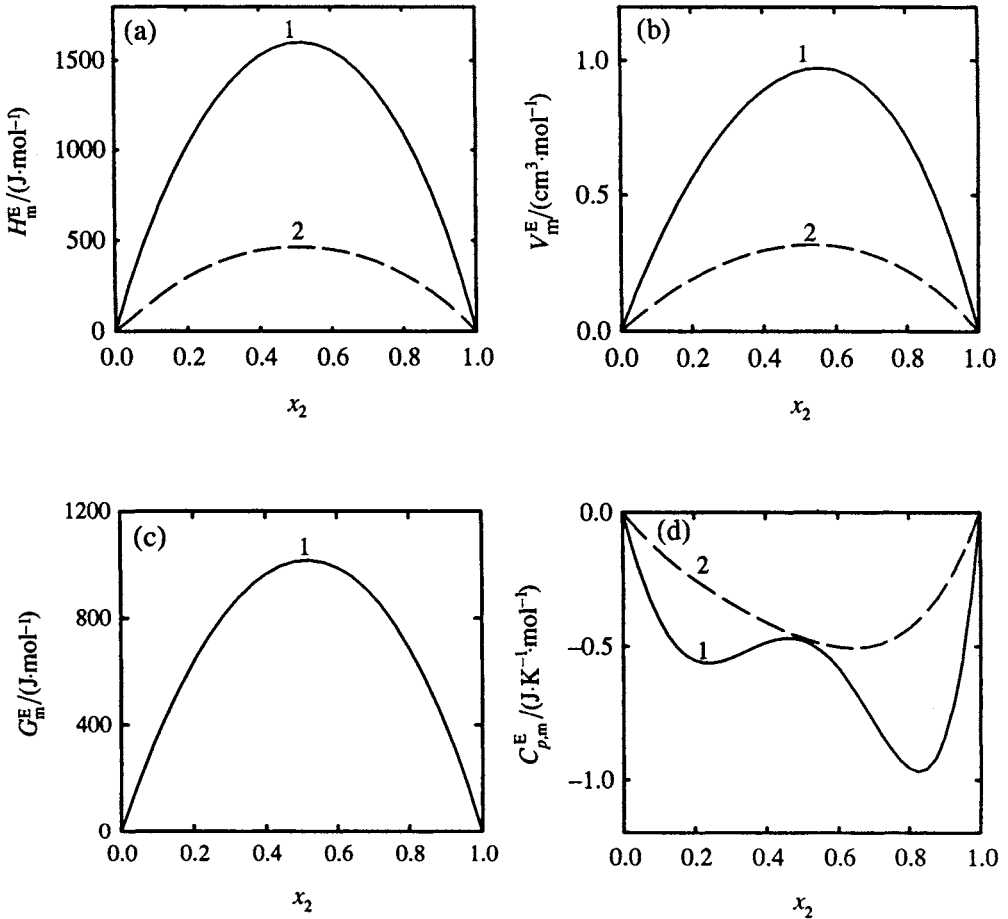 (a)
1
1500
1000
500
0
2
H_m^E/(J·mol⁻¹)
0.0 0.2 0.4 0.6 0.8 1.0
x₂
(b)
1
1.0
0.5
0.0
2
V_m^E/(cm³·mol⁻¹)
0.0 0.2 0.4 0.6 0.8 1.0
x₂
(c)
1
1200
800
400
0
G_m^E/(J·mol⁻¹)
0.0 0.2 0.4 0.6 0.8 1.0
x₂
(d)
0.0
2
−0.5
1
−1.0
C_{p,m}^E/(J·K⁻¹·mol⁻¹)
0.0 0.2 0.4 0.6 0.8 1.0
x₂